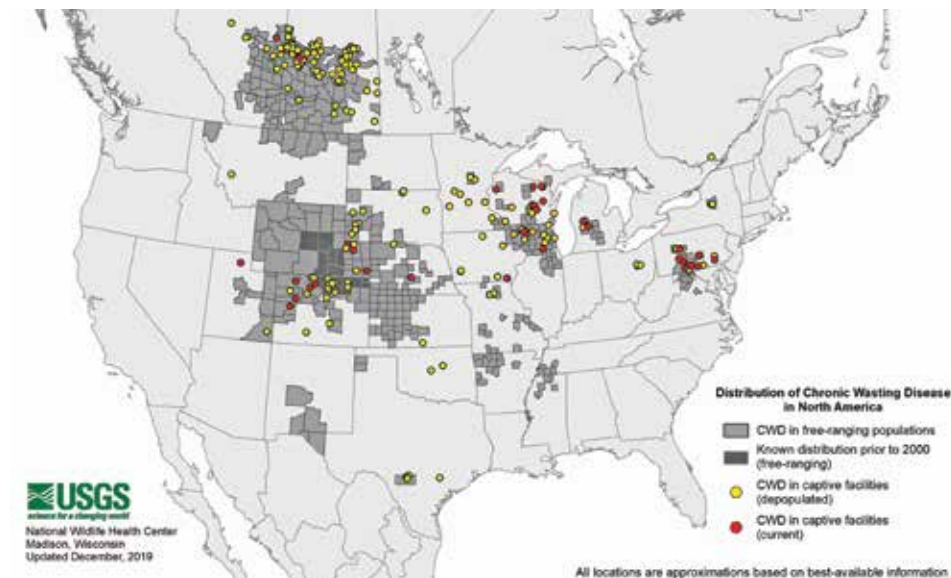 Distribution of Chronic Wasting Disease
in North America
CWD in free-ranging populations
Known distribution prior to 2000
(free-ranging)
CWD in captive facilities
(depopulated)
CWD in captive facilities
(current)
USGS
science for a changing world
National Wildlife Health Center
Madison, Wisconsin
Updated December, 2019
All locations are approximations based on best-available information